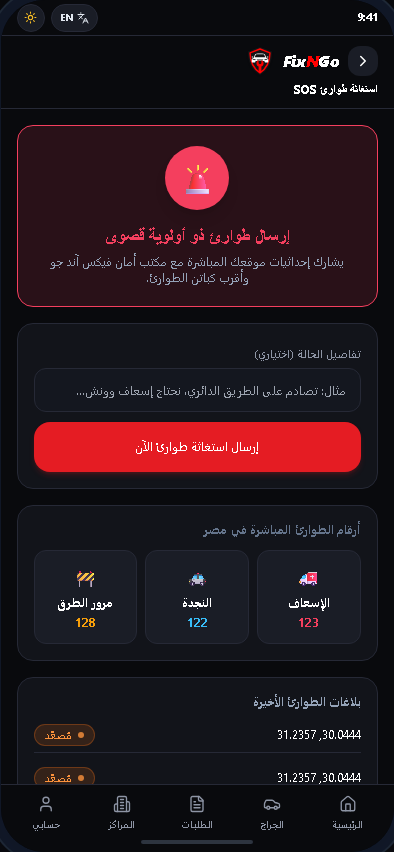 EN
9:41
FixNGo
استغاثة طوارئ SOS
إرسال طوارئ ذو أولوية قصوى
يشارك إحداثيات موقعك المباشرة مع مكتب أمان فيكس آند جو
وأقرب كباتن الطوارئ.
تفاصيل الحالة (اختياري)
مثال: تصادم على الطريق الدائري، نحتاج إسعاف وونش...
إرسال استغاثة طوارئ الآن
أرقام الطوارئ المباشرة في مصر
الإسعاف
123
النجدة
122
مرور الطرق
128
بلاغات الطوارئ الأخيرة
31.2357 ,30.0444
مُصعَّد
31.2357 ,30.0444
مُصعَّد
الرئيسية
الجراج
الطلبات
المراكز
حسابي